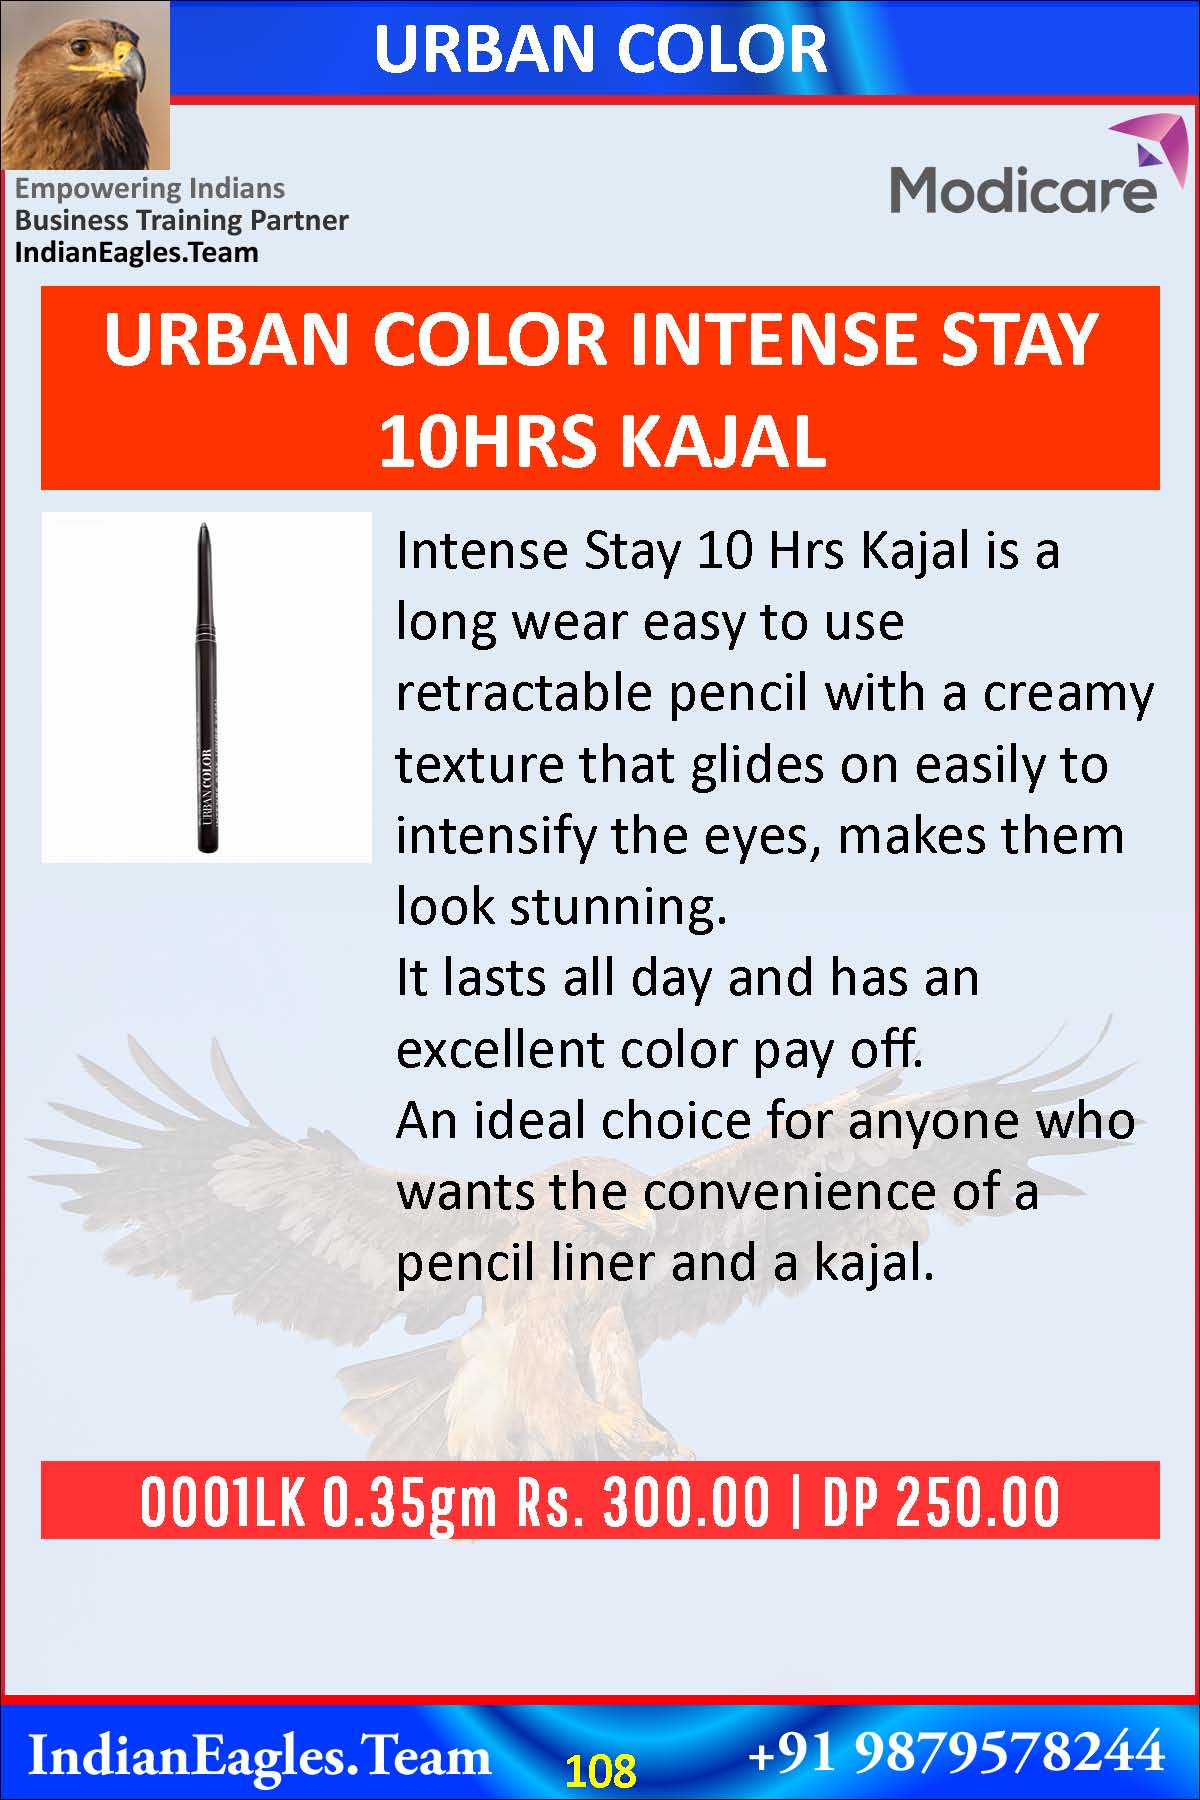 URBAN COLOR
Modicare
Empowering Indians
Business Training Partner
IndianEagles.Team
URBAN COLOR INTENSE STAY
10HRS KAJAL
URBAN COLOR
Intense Stay 10 Hrs Kajal is a
long wear easy to use
retractable pencil with a creamy
texture that glides on easily to
intensify the eyes, makes them
look stunning.
It lasts all day and has an
excellent color pay off.
An ideal choice for anyone who
wants the convenience of a
pencil liner and a kajal.
0001LK 0.35gm Rs. 300.00 | DP 250.00
IndianEagles.Team
108
+91 9879578244